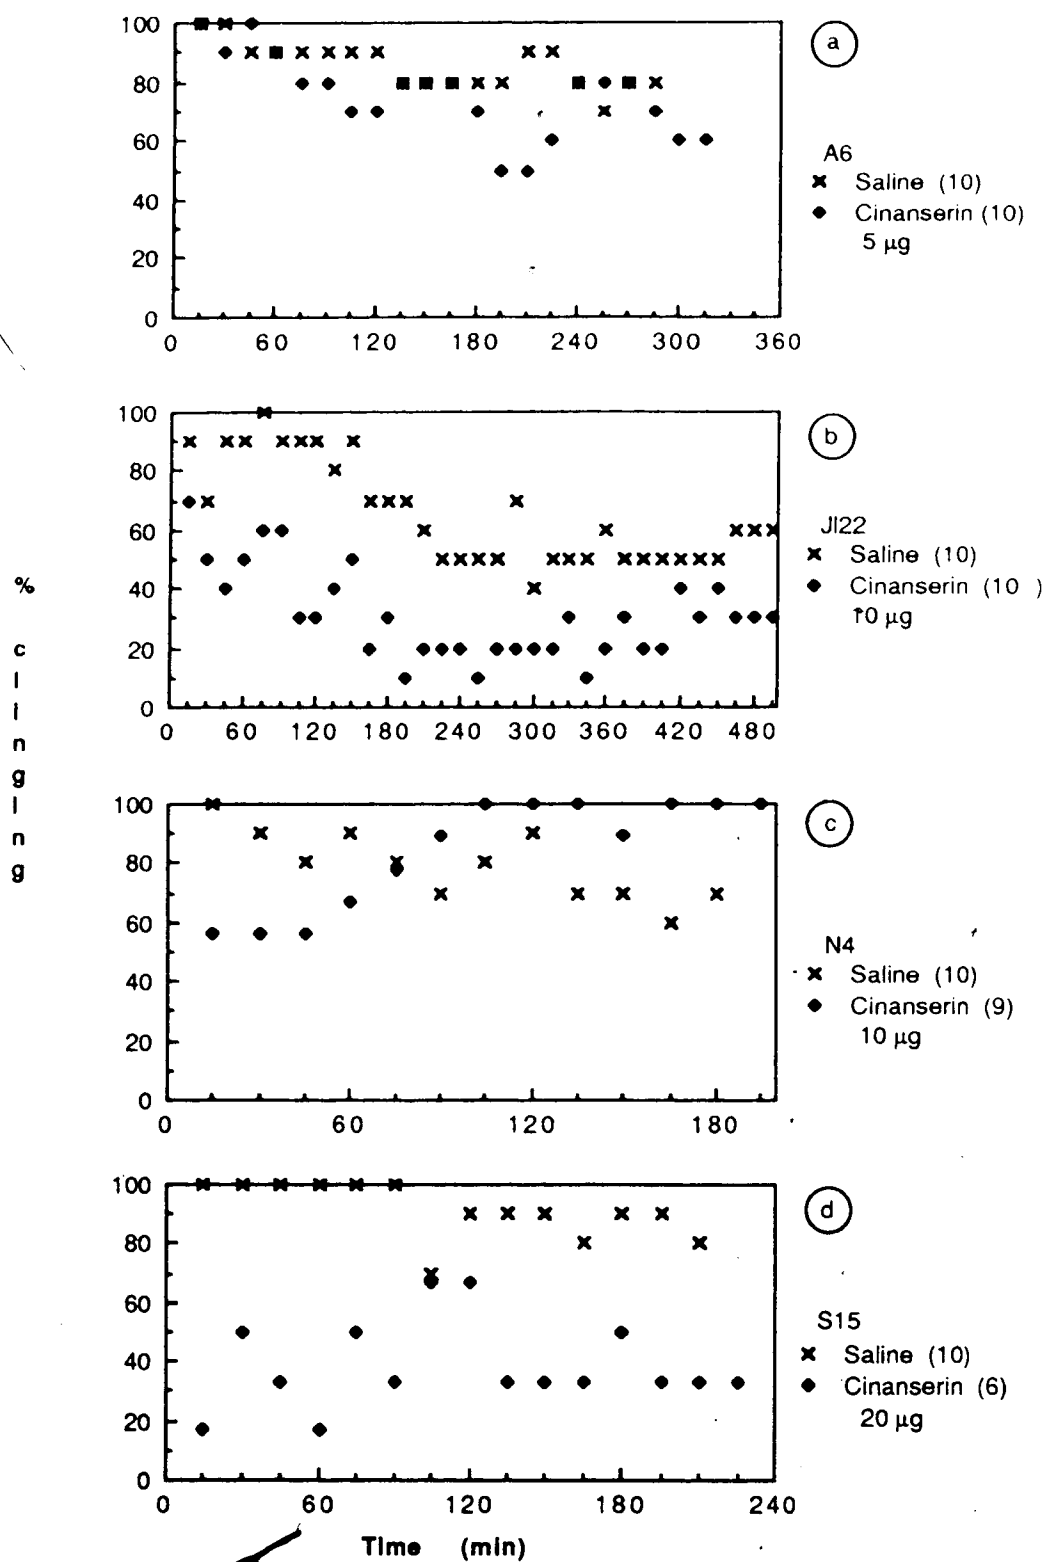 100
80
60
40
20
0
0 60 120 180 240 300 360
a
A6
Saline (10)
Cinanserin (10)
5 µg
100
80
60
40
20
0
0 60 120 180 240 300 360 420 480
b
JI22
Saline (10)
Cinanserin (10 )
10 µg
% clinging
100
80
60
40
20
0
0 60 120 180
c
N4
Saline (10)
Cinanserin (9)
10 µg
100
80
60
40
20
0
0 60 120 180 240
d
S15
Saline (10)
Cinanserin (6)
20 µg
Time (min)